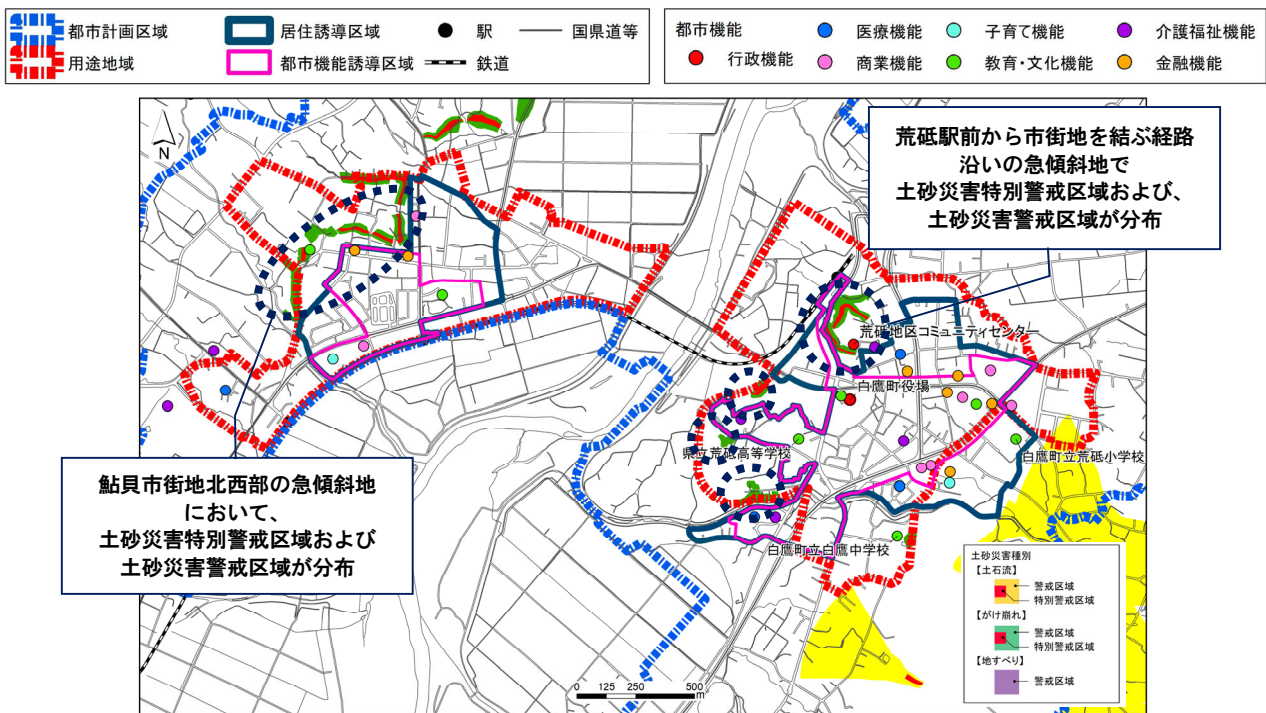 都市計画区域
居住誘導区域
駅
国県道等
用途地域
都市機能誘導区域
鉄道
都市機能
医療機能
子育て機能
介護福祉機能
行政機能
商業機能
教育・文化機能
金融機能
N
荒砥駅前から市街地を結ぶ経路
沿いの急傾斜地で
土砂災害特別警戒区域および、
土砂災害警戒区域が分布
荒砥地区コミュニティセンター
白鷹町役場
県立荒砥高等学校
白鷹町立荒砥小学校
白鷹町立白鷹中学校
鮎貝市街地北西部の急傾斜地
において、
土砂災害特別警戒区域および
土砂災害警戒区域が分布
土砂災害種別
【土石流】
警戒区域
特別警戒区域
【がけ崩れ】
警戒区域
特別警戒区域
【地すべり】
警戒区域
0 125 250 500
m